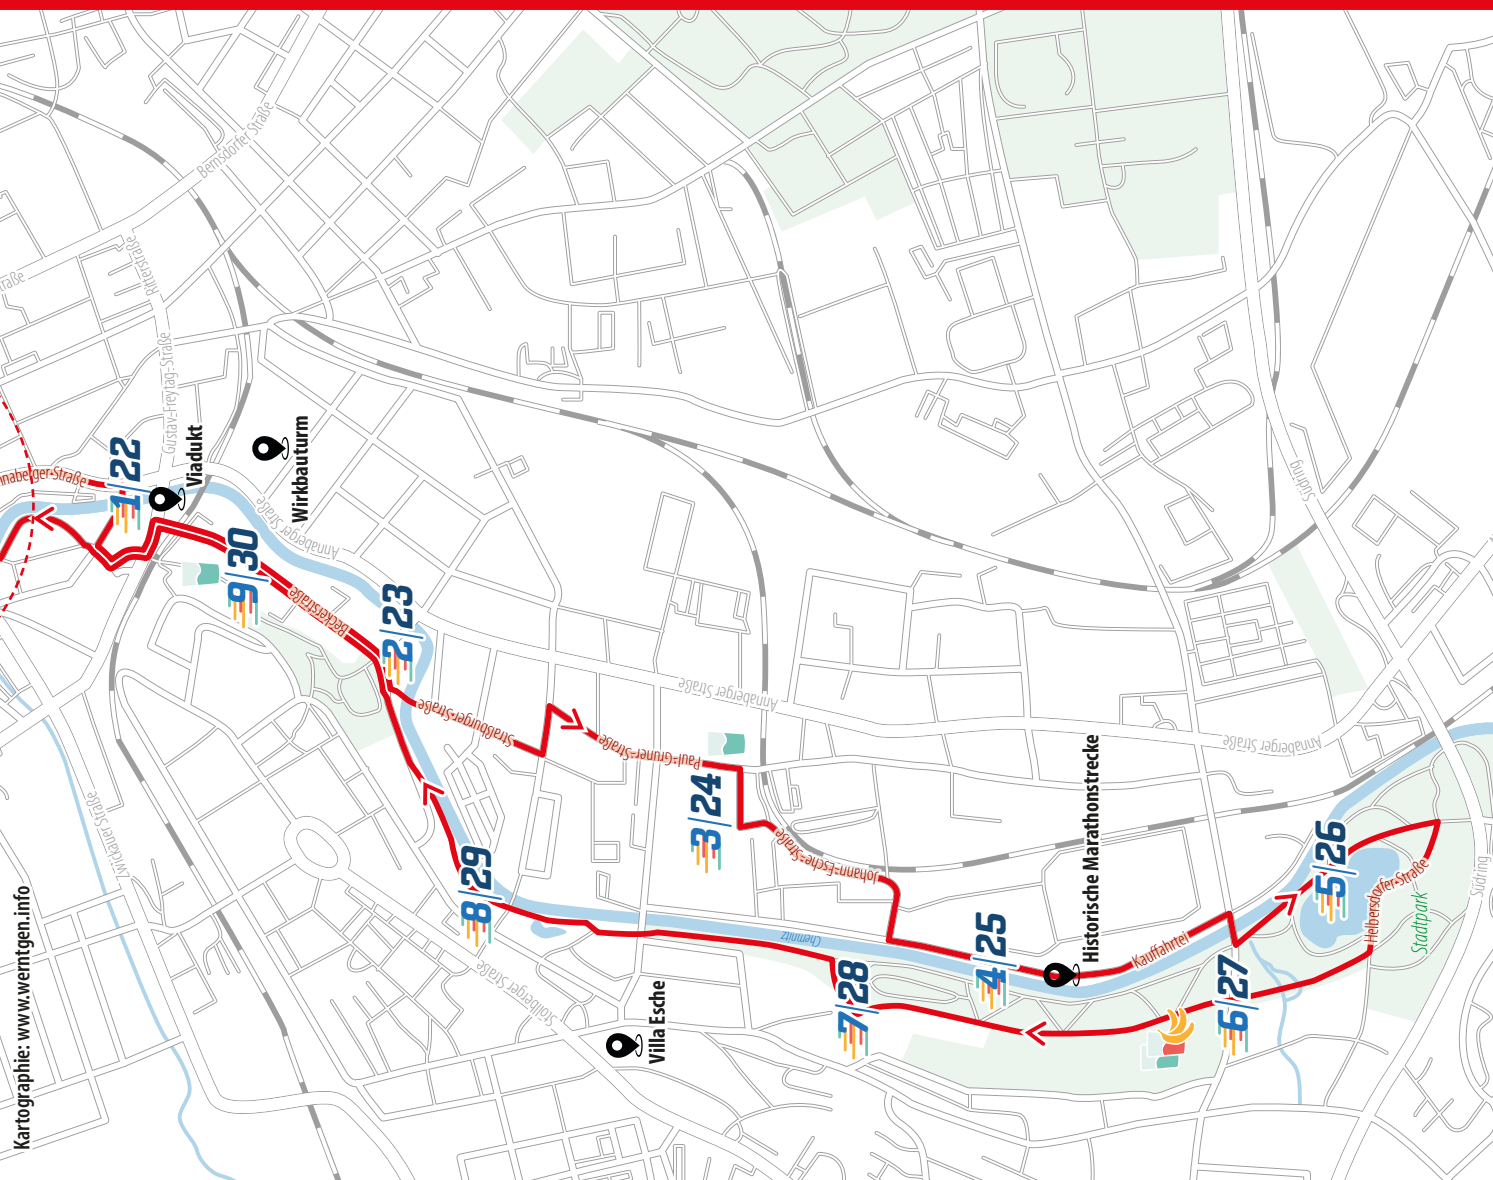 Kartographie: www.werntgen.info
Bernsdorfer Straße
raße
Ritterstraße
Gustav-Freytag-Straße
nnaberger-Straße
1/22
Viadukt
Wirkbauturm
Annaberger Straße
9/30
Beckerstraße
2/23
Straßburger-Straße
Paul-Gruner-Straße
Annaberger Straße
3/24
Johann-Esche-Straße
Zwickauer Straße
8/29
Stollberger Straße
Chemnitz
Villa Esche
7/28
4/25
Historische Marathonstrecke
Kauffahrtei
Annaberger Straße
Südring
5/26
6/27
Helbersdorfer-Straße
Stadtpark
Südring